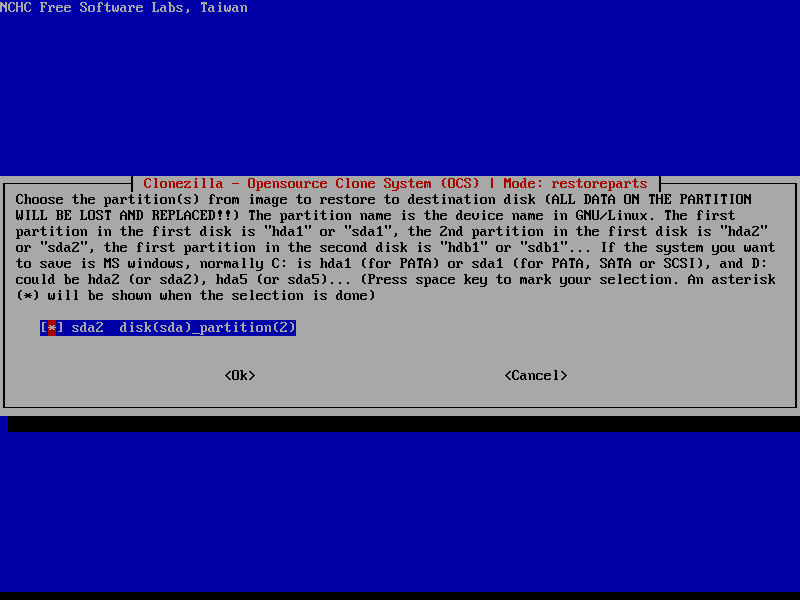 NCHC Free Software Labs, Taiwan
Clonezilla - Opensource Clone System (OCS) | Mode: restoreparts
Choose the partition(s) from image to restore to destination disk (ALL DATA ON THE PARTITION
WILL BE LOST AND REPLACED!!) The partition name is the device name in GNU/Linux. The first
partition in the first disk is "hda1" or "sda1", the 2nd partition in the first disk is "hda2"
or "sda2", the first partition in the second disk is "hdb1" or "sdb1"... If the system you want
to save is MS windows, normally C: is hda1 (for PATA) or sda1 (for PATA, SATA or SCSI), and D:
could be hda2 (or sda2), hda5 (or sda5)... (Press space key to mark your selection. An asterisk
(*) will be shown when the selection is done)
[*] sda2  disk(sda)_partition(2)
<Ok> <Cancel>